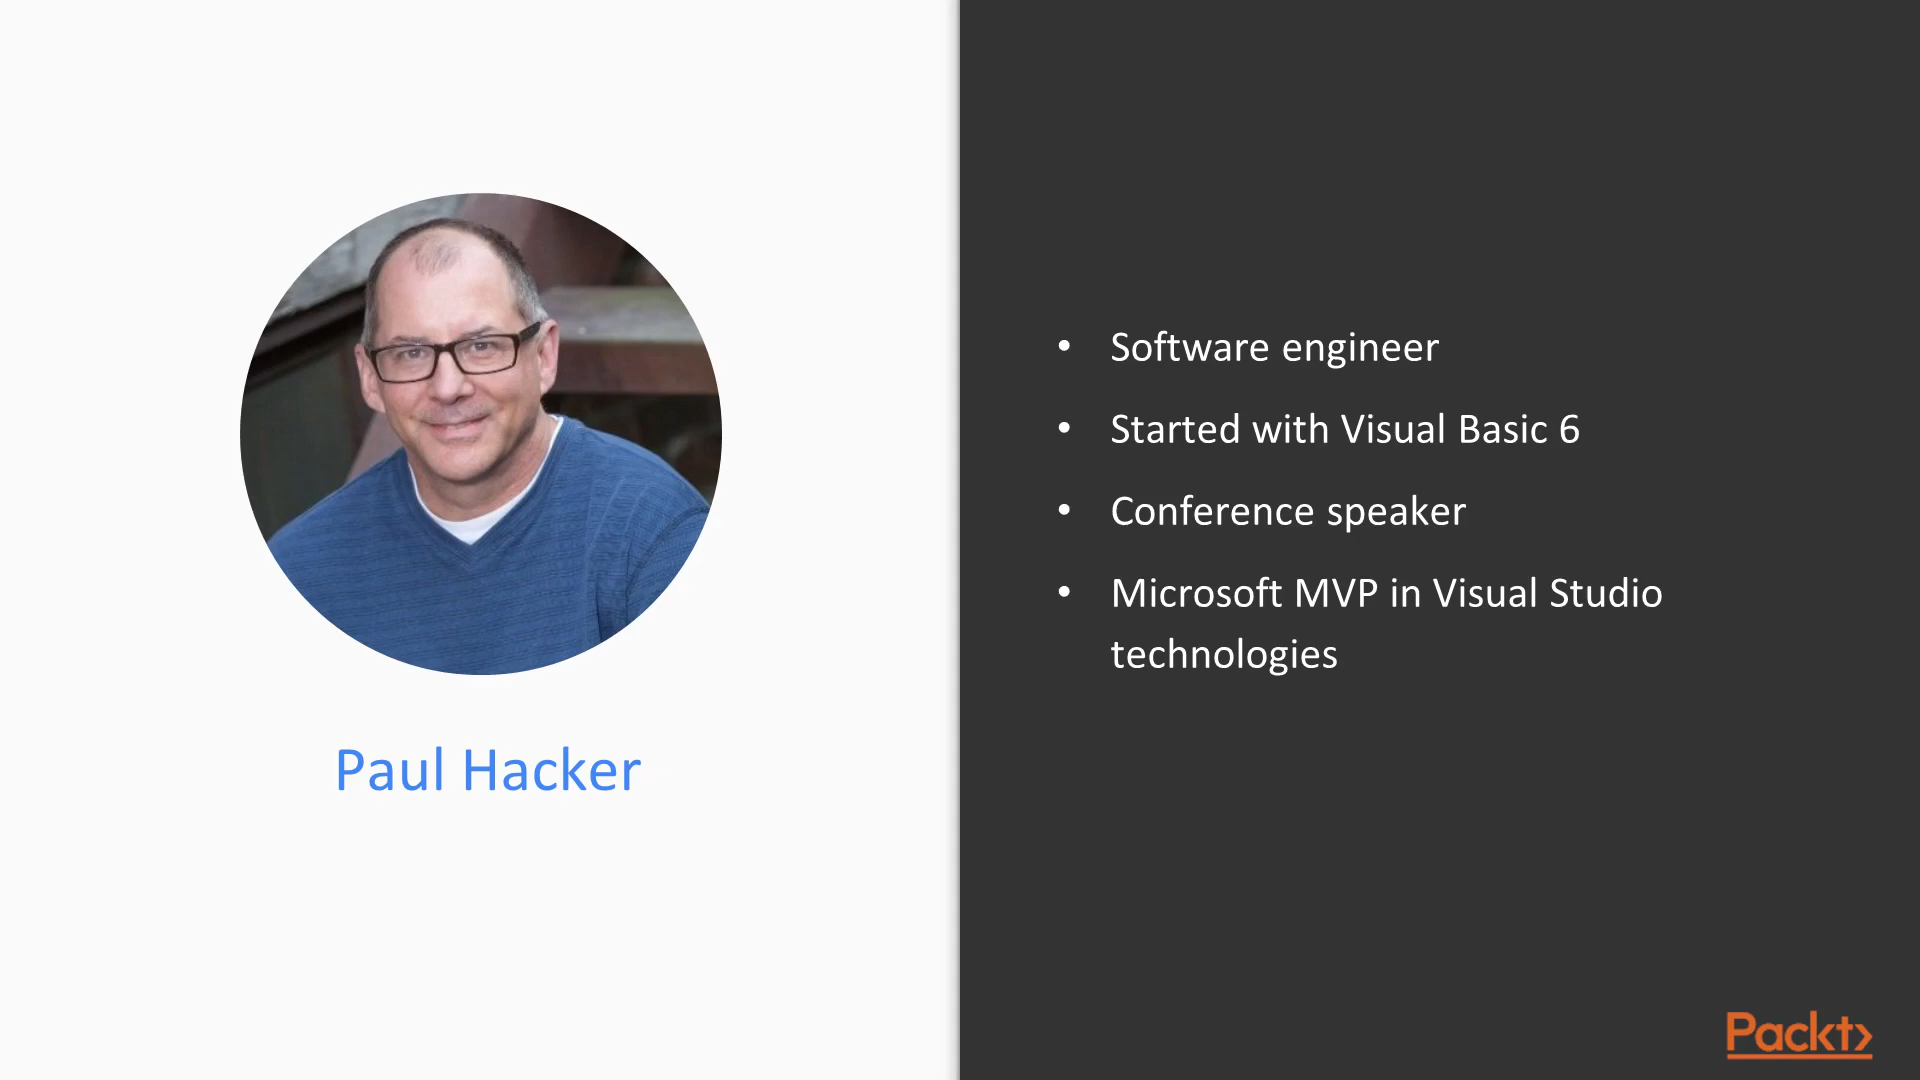 Paul Hacker
• Software engineer
• Started with Visual Basic 6
• Conference speaker
• Microsoft MVP in Visual Studio
technologies
Packt>